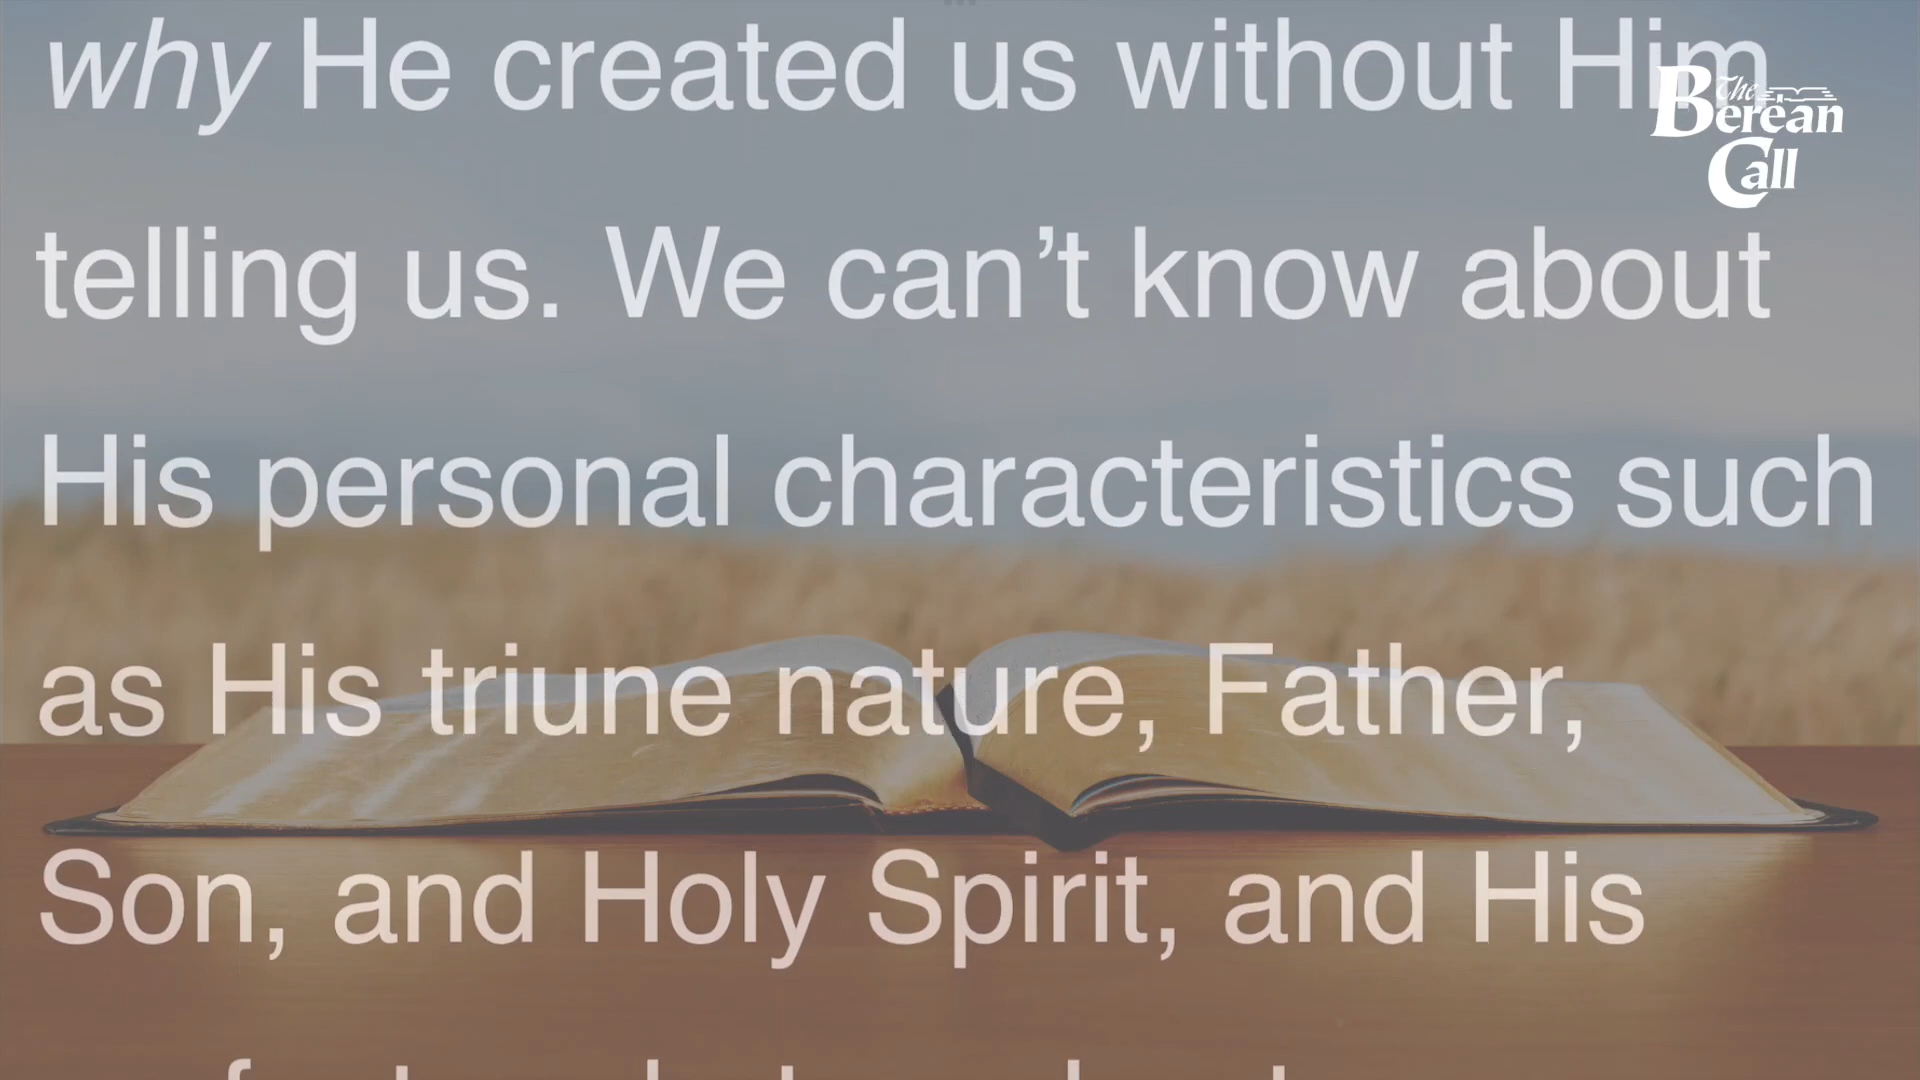 why He created us without Him
The
Berean
Call
telling us. We can’t know about
His personal characteristics such
as His triune nature, Father,
Son, and Holy Spirit, and His